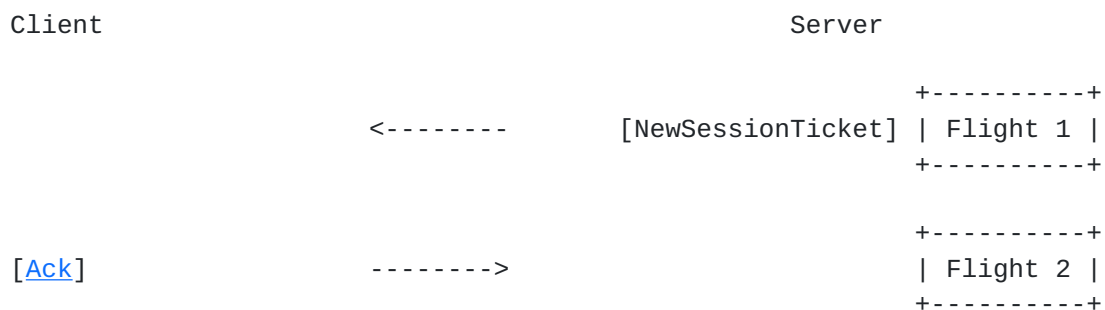 Client                                            Server

                                                         +----------+
                       <--------       [NewSessionTicket] | Flight 1 |
                                                         +----------+

                                                         +----------+
[Ack]                  -------->                          | Flight 2 |
                                                         +----------+